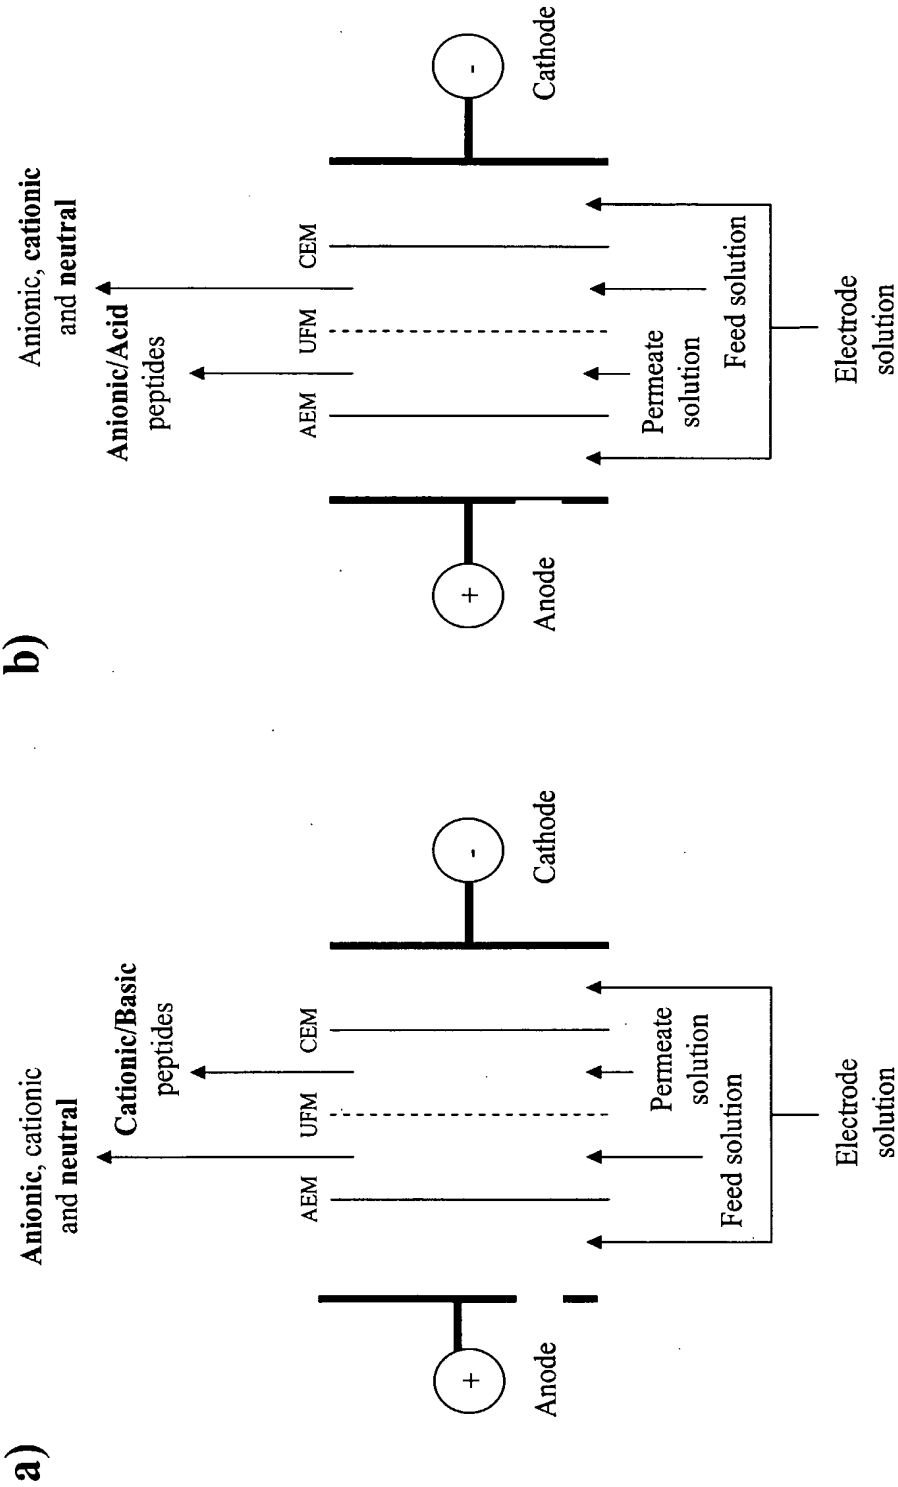 a)
Anionic, cationic
and neutral
Cationic/Basic
peptides
AEM
UFM
CEM
+
Anode
-
Cathode
Feed solution
Permeate
solution
Electrode
solution
b)
Anionic, cationic
and neutral
Anionic/Acid
peptides
AEM
UFM
CEM
+
Anode
-
Cathode
Permeate
solution
Feed solution
Electrode
solution